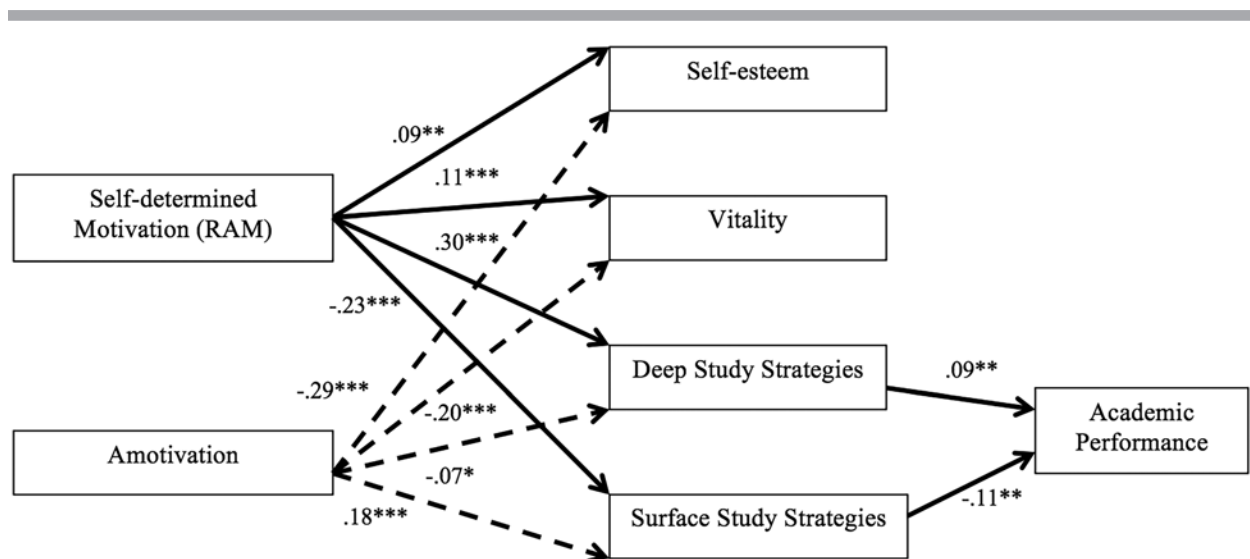 Self-esteem
.09**
.11***
Self-determined
Motivation (RAM)
Vitality
.30***
-.23***
Deep Study Strategies
.09**
-.29***
-.20***
Academic
Performance
Amotivation
-.07*
-.11**
.18***
Surface Study Strategies